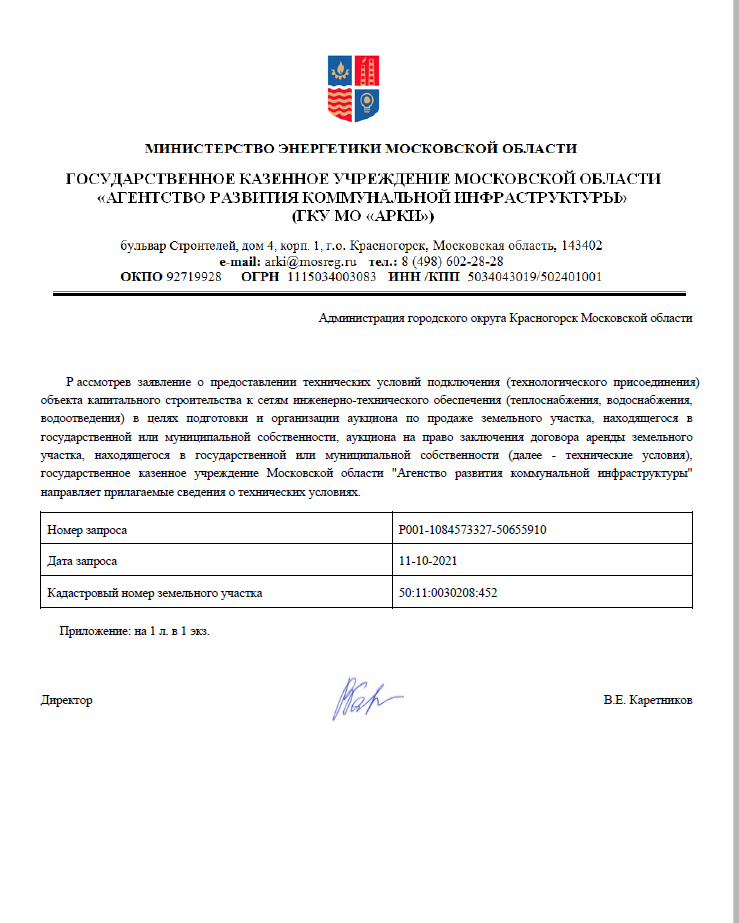 МИНИСТЕРСТВО ЭНЕРГЕТИКИ МОСКОВСКОЙ ОБЛАСТИ
ГОСУДАРСТВЕННОЕ КАЗЕННОЕ УЧРЕЖДЕНИЕ МОСКОВСКОЙ ОБЛАСТИ
«АГЕНТСТВО РАЗВИТИЯ КОММУНАЛЬНОЙ ИНФРАСТРУКТУРЫ»
(ГКУ МО «АРКИ»)
бульвар Строителей, дом 4, корп. 1, г.о. Красногорск, Московская область, 143402
e-mail: arki@mosreg.ru тел.: 8 (498) 602-28-28
ОКПО 92719928 ОГРН 1115034003083 ИНН /КПП 5034043019/502401001
Администрация городского округа Красногорск Московской области
Рассмотрев заявление о предоставлении технических условий подключения (технологического присоединения)
объекта капитального строительства к сетям инженерно-технического обеспечения (теплоснабжения, водоснабжения,
водоотведения) в целях подготовки и организации аукциона по продаже земельного участка, находящегося в
государственной или муниципальной собственности, аукциона на право заключения договора аренды земельного
участка, находящегося в государственной или муниципальной собственности (далее - технические условия),
государственное казенное учреждение Московской области "Агенство развития коммунальной инфраструктуры"
направляет прилагаемые сведения о технических условиях.
Номер запроса P001-1084573327-50655910
Дата запроса 11-10-2021
Кадастровый номер земельного участка 50:11:0030208:452
Приложение: на 1 л. в 1 экз.
Директор В.Е. Каретников